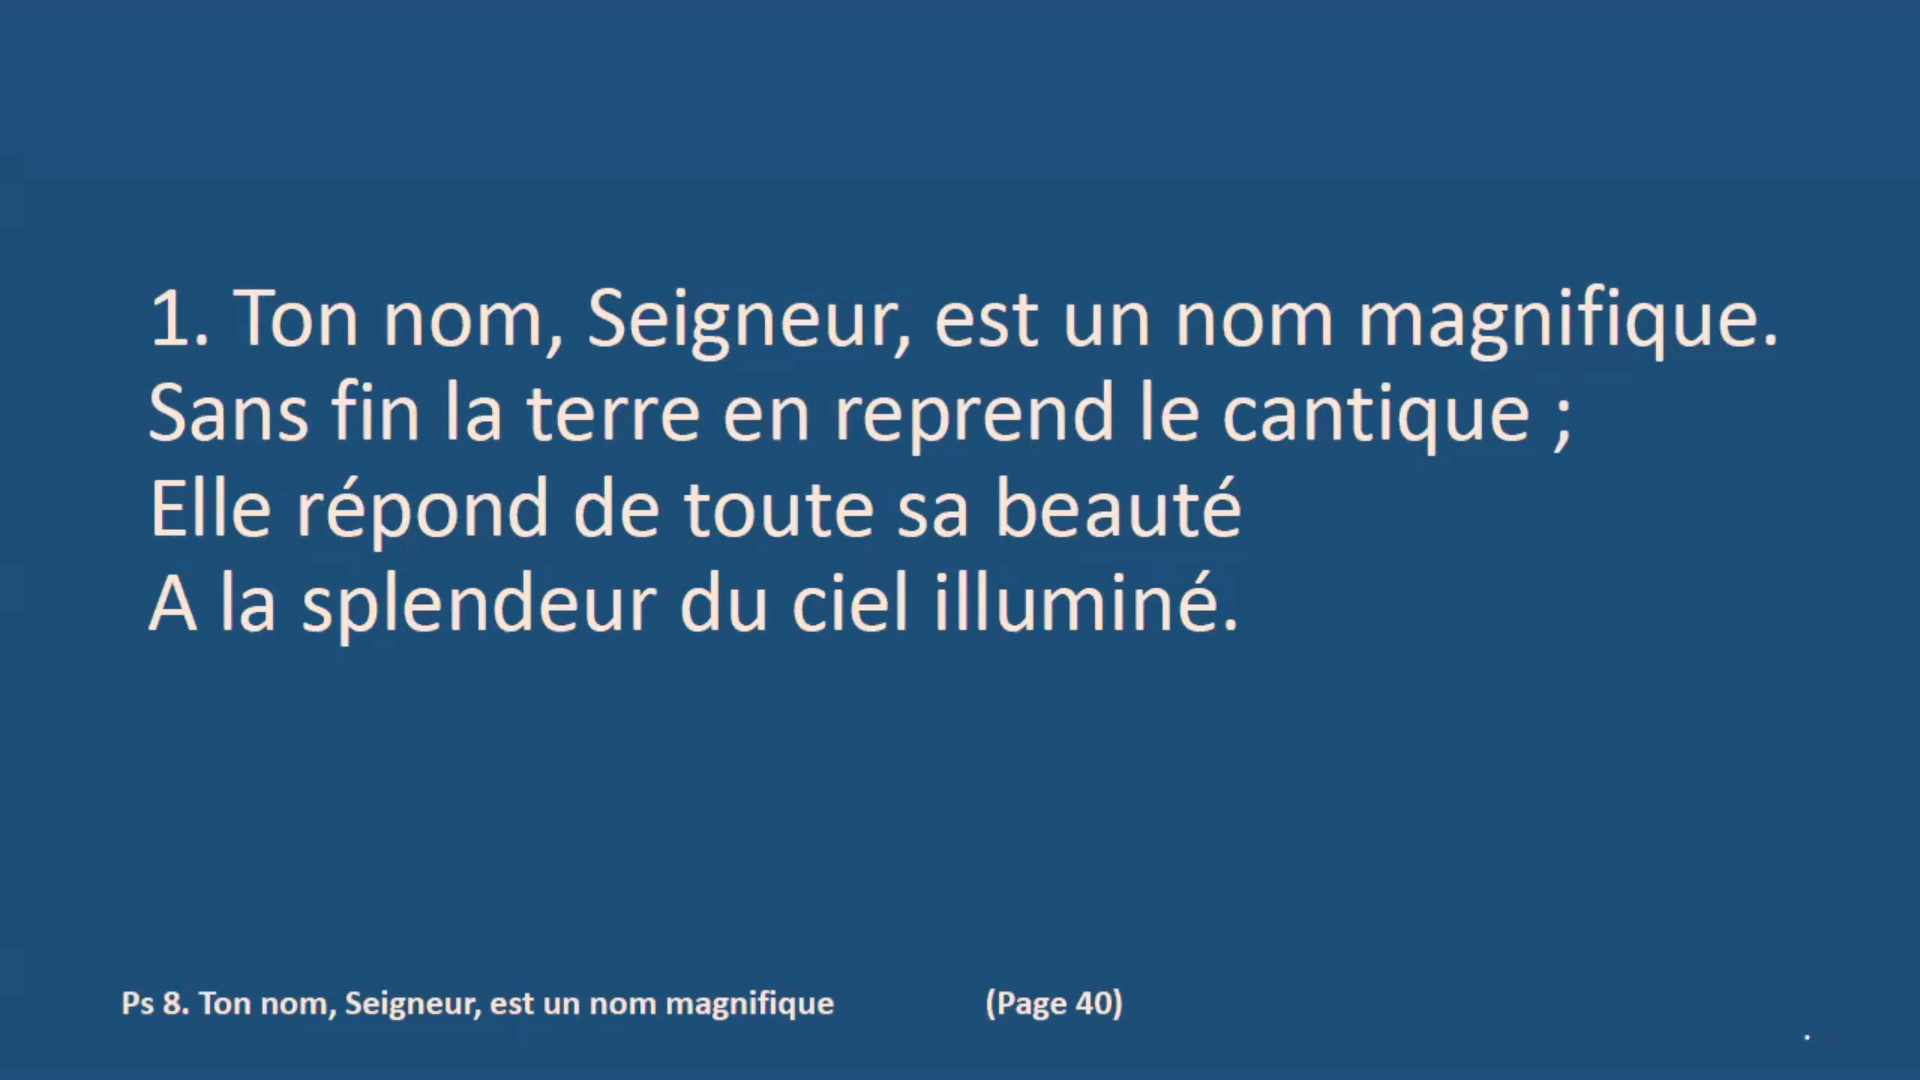 1. Ton nom, Seigneur, est un nom magnifique.
Sans fin la terre en reprend le cantique ;
Elle répond de toute sa beauté
A la splendeur du ciel illuminé.
Ps 8. Ton nom, Seigneur, est un nom magnifique (Page 40)
.